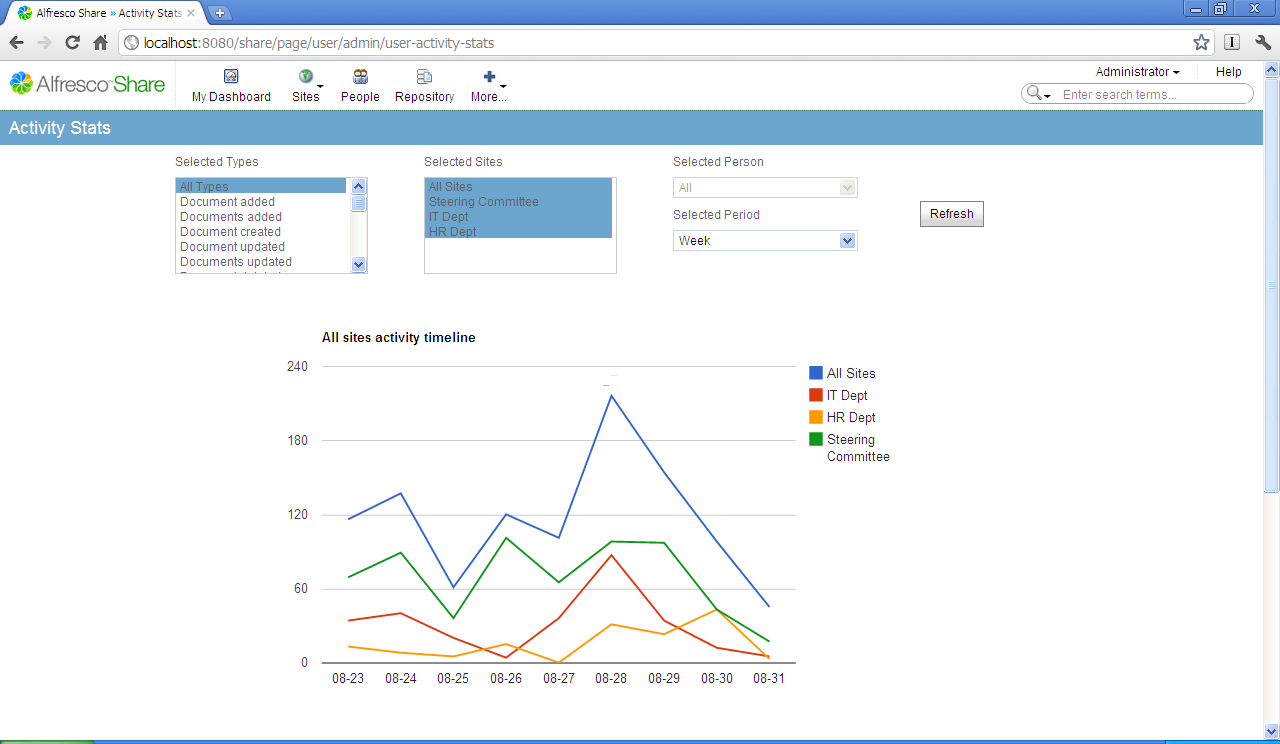 Alfresco Share » Activity Stats
localhost:8080/share/page/user/admin/user-activity-stats
Alfresco Share
My Dashboard
Sites
People
Repository
More...
Administrator
Help
Enter search terms...
Activity Stats
Selected Types
All Types
Document added
Documents added
Document created
Document updated
Documents updated
Selected Sites
All Sites
Steering Committee
IT Dept
HR Dept
Selected Person
All
Selected Period
Week
Refresh
All sites activity timeline
240
180
120
60
0
08-23 08-24 08-25 08-26 08-27 08-28 08-29 08-30 08-31
All Sites
IT Dept
HR Dept
Steering
Committee